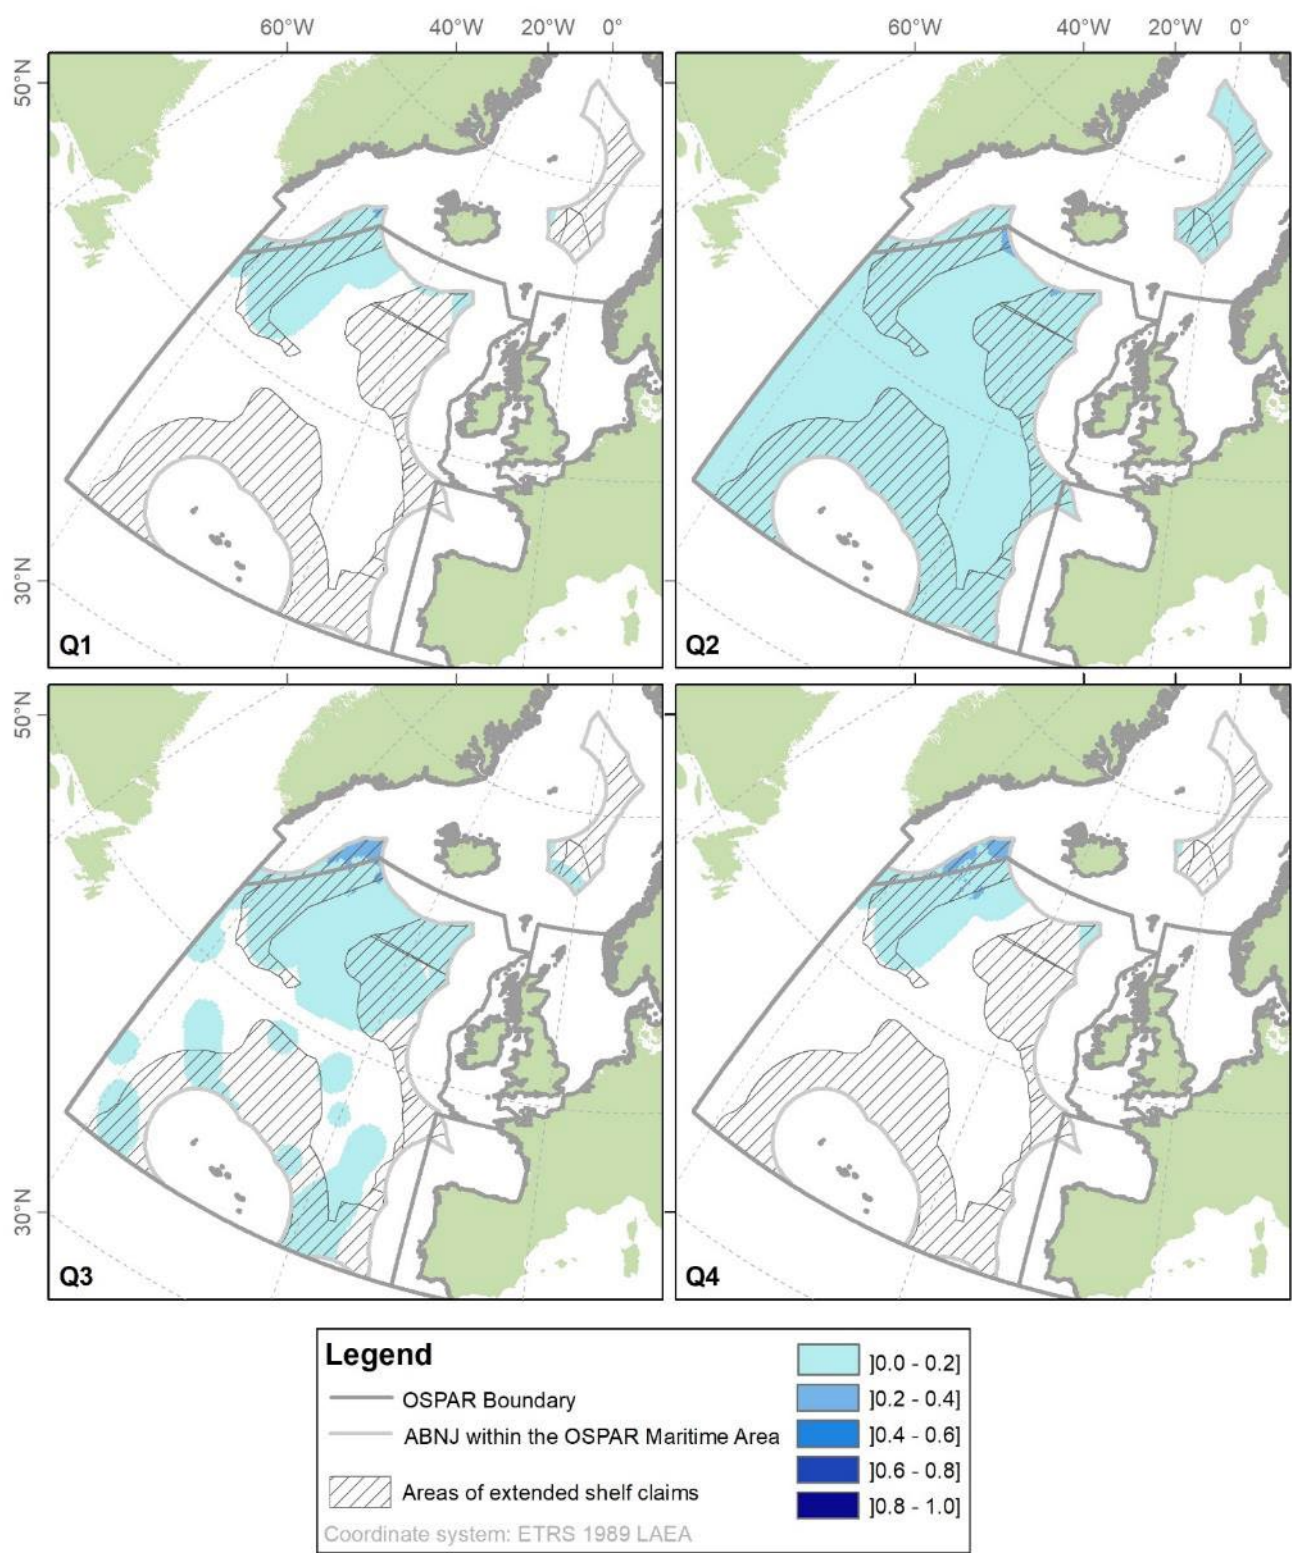 60°W 40°W 20°W 0° 60°W 40°W 20°W 0°
50°N
30°N
Q1 Q2
50°N
30°N
Q3 Q4
Legend
OSPAR Boundary
ABNJ within the OSPAR Maritime Area
Areas of extended shelf claims
Coordinate system: ETRS 1989 LAEA
]0.0 - 0.2]
]0.2 - 0.4]
]0.4 - 0.6]
]0.6 - 0.8]
]0.8 - 1.0]